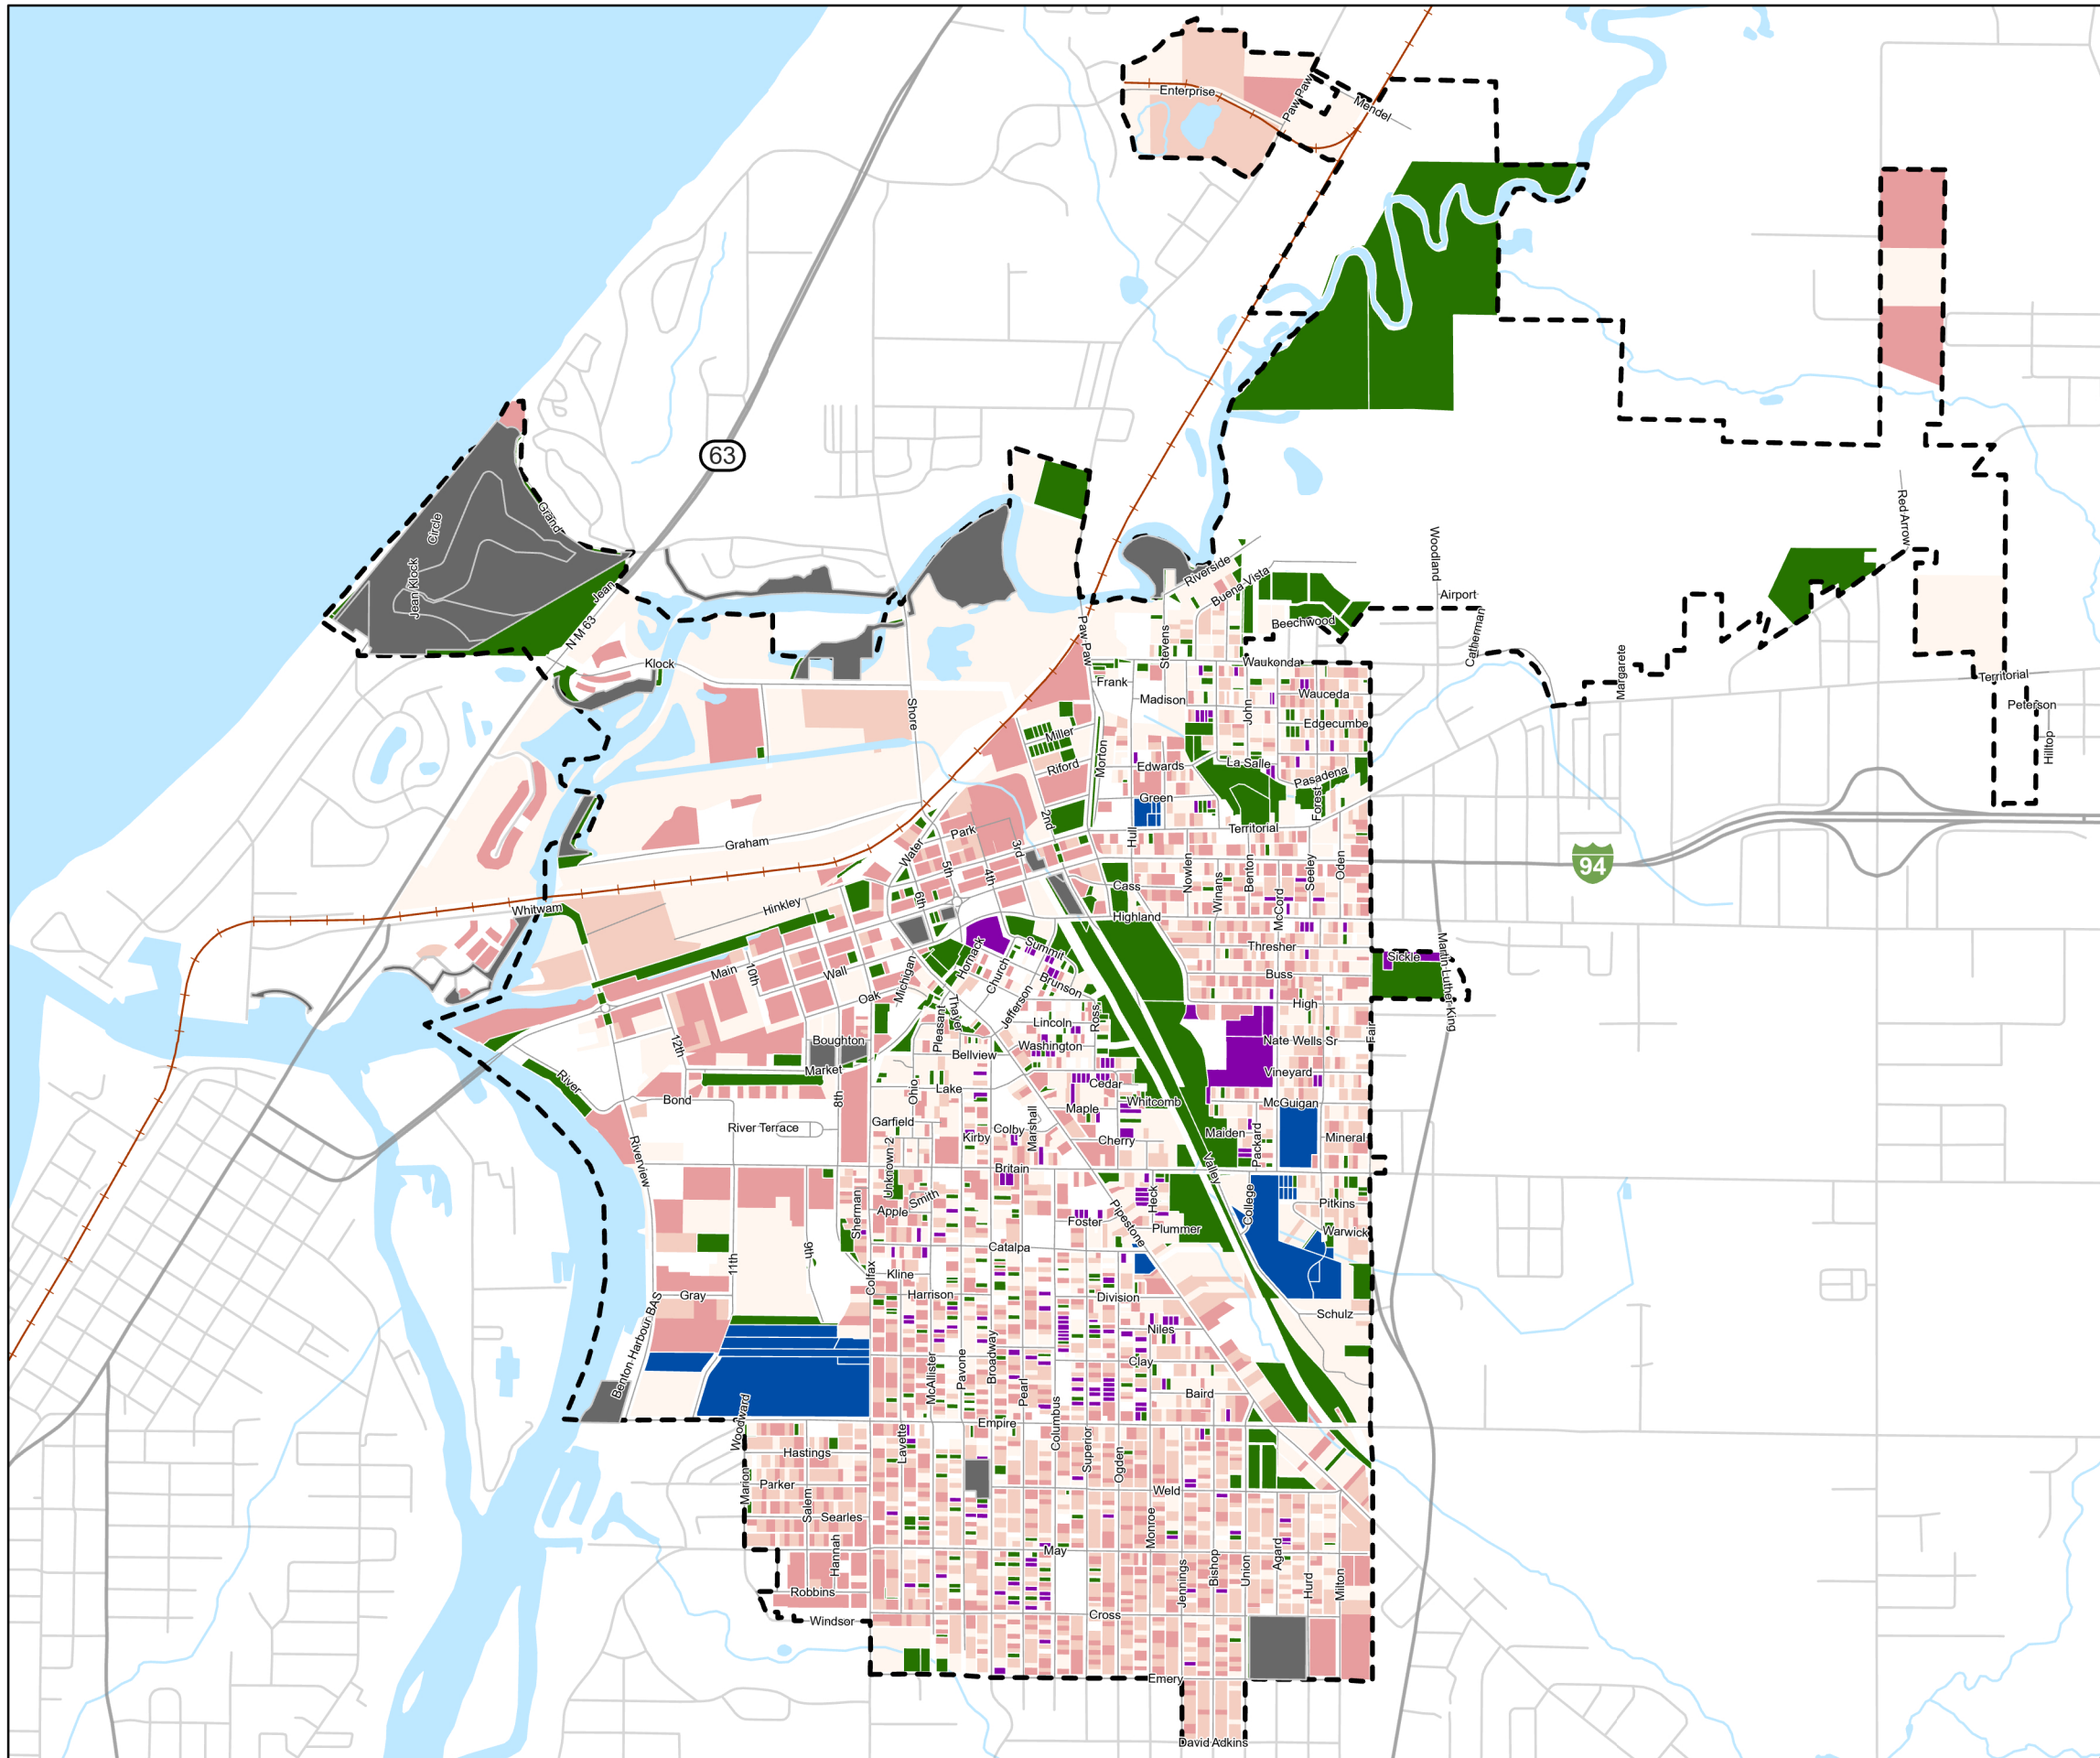 Enterprise
Paw Paw
Mendel
63
Circle
Grand
Jean Klock
Jean
N M 63
Klock
Shore
Paw Paw
Riverside
Buena Vista
Stevens
Beechwood
Woodland
Airport
Catherman
Red Arrow
Margarete
Territorial
Peterson
Hilltop
Waukonda
Frank
Madison
Wauceda
John
Edgecumbe
Miller
Riford
Morton
Edwards
La Salle
Pasadena
Green
Forest
Territorial
Hull
2nd
Park
3rd
Water
Graham
5th
4th
6th
Cass
Nowlen
Winans
Benton
McCord
Seeley
Oden
94
Whitwam
Hinkley
Highland
Thresher
Summit
Hornack
Church
Brunson
Michigan
Main
10th
Wall
Oak
Buss
High
Sickle
Martin Luther King
Fair
Thayer
Pleasant
Jefferson
Lincoln
Ross
Washington
Bellview
Nate Wells Sr
Vineyard
12th
Boughton
Market
River
Bond
8th
Ohio
Lake
Cedar
Whitcomb
McGuigan
Maple
River Terrace
Garfield
Marshall
Colby
Kirby
Cherry
Maiden
Packard
Mineral
Riverview
Unknown 2
Britain
Valley
Smith
Apple
Sherman
Foster
Heck
Pipestone
Plummer
College
Pitkins
Warwick
Catalpa
11th
9th
Colfax
Kline
Harrison
Gray
Division
Schulz
Niles
Benton Harbour BAS
McAllister
Pavone
Broadway
Pearl
Clay
Baird
Woodward
Empire
Columbus
Superior
Ogden
Lavette
Hastings
Marion
Parker
Salem
Searles
Weld
Monroe
Hannah
May
Jennings
Bishop
Union
Agard
Hurd
Milton
Robbins
Windsor
Cross
Emery
David Adkins